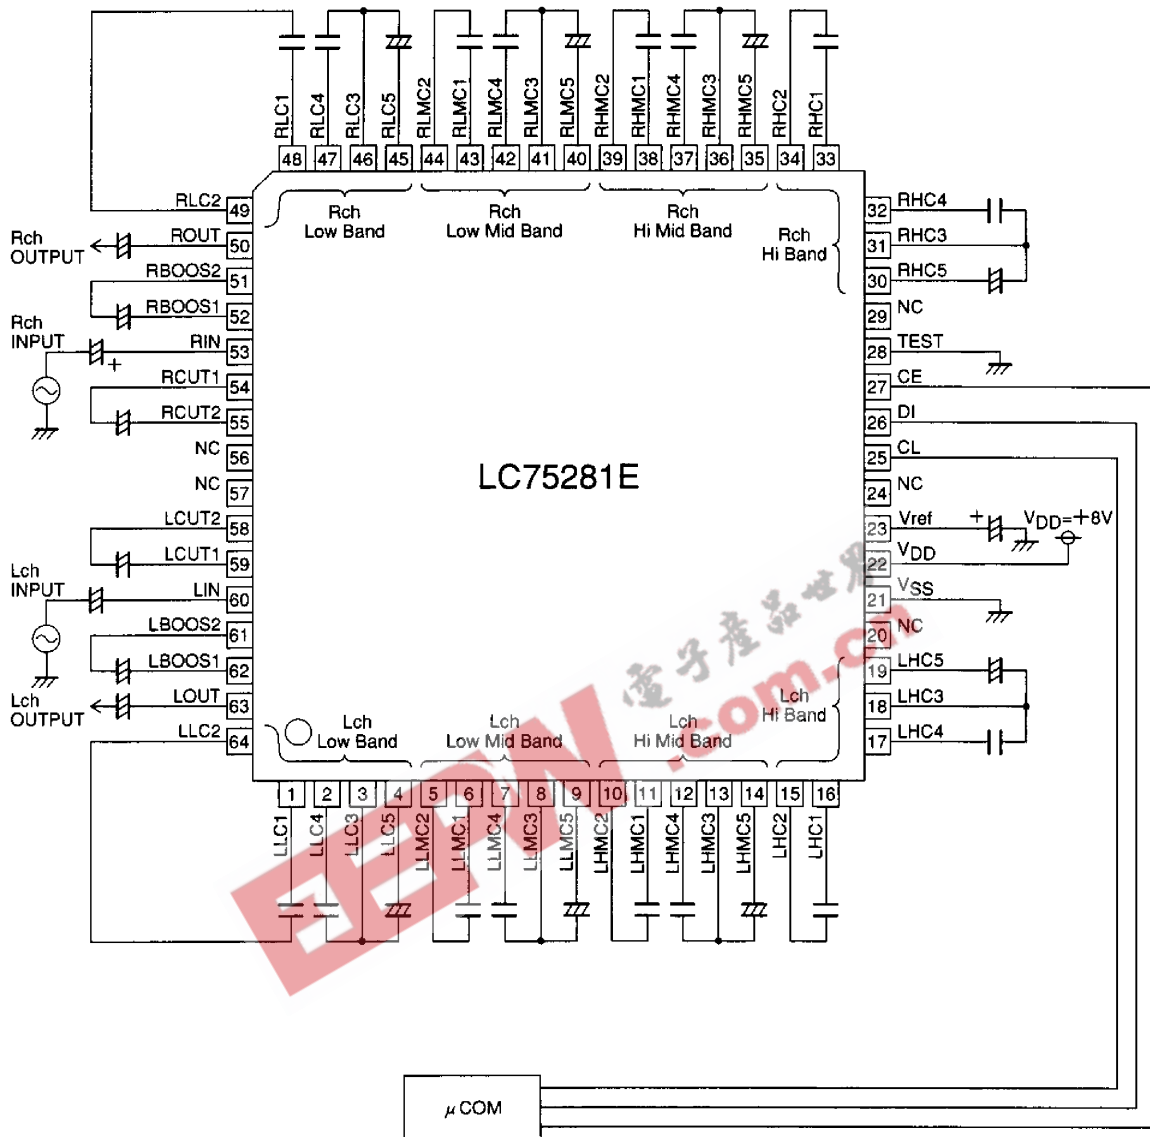 RLC1
RLC4
RLC3
RLC5
RLMC2
RLMC1
RLMC4
RLMC3
RLMC5
RHMC2
RHMC1
RHMC4
RHMC3
RHMC5
RHC2
RHC1
48 47 46 45 44 43 42 41 40 39 38 37 36 35 34 33
Rch
Low Band
Rch
Low Mid Band
Rch
Hi Mid Band
Rch
Hi Band
RLC2 49
Rch
OUTPUT
ROUT 50
RBOOS2 51
RBOOS1 52
Rch
INPUT
+
RIN 53
RCUT1 54
RCUT2 55
NC 56
NC 57
LCUT2 58
LCUT1 59
Lch
INPUT
LIN 60
LBOOS2 61
LBOOS1 62
Lch
OUTPUT
LOUT 63
LLC2 64
LC75281E
32 RHC4
31 RHC3
30 RHC5
29 NC
28 TEST
27 CE
26 DI
25 CL
24 NC
23 Vref +
VDD=+8V
22 VDD
21 VSS
20 NC
19 LHC5
18 LHC3
17 LHC4
Lch
Low Band
Lch
Low Mid Band
Lch
Hi Mid Band
Lch
Hi Band
1 2 3 4 5 6 7 8 9 10 11 12 13 14 15 16
LLC1
LLC4
LLC3
LLC5
LLMC2
LLMC1
LLMC4
LLMC3
LLMC5
LHMC2
LHMC1
LHMC4
LHMC3
LHMC5
LHC2
LHC1
電子產品世界
EEPW.com.cn
μCOM